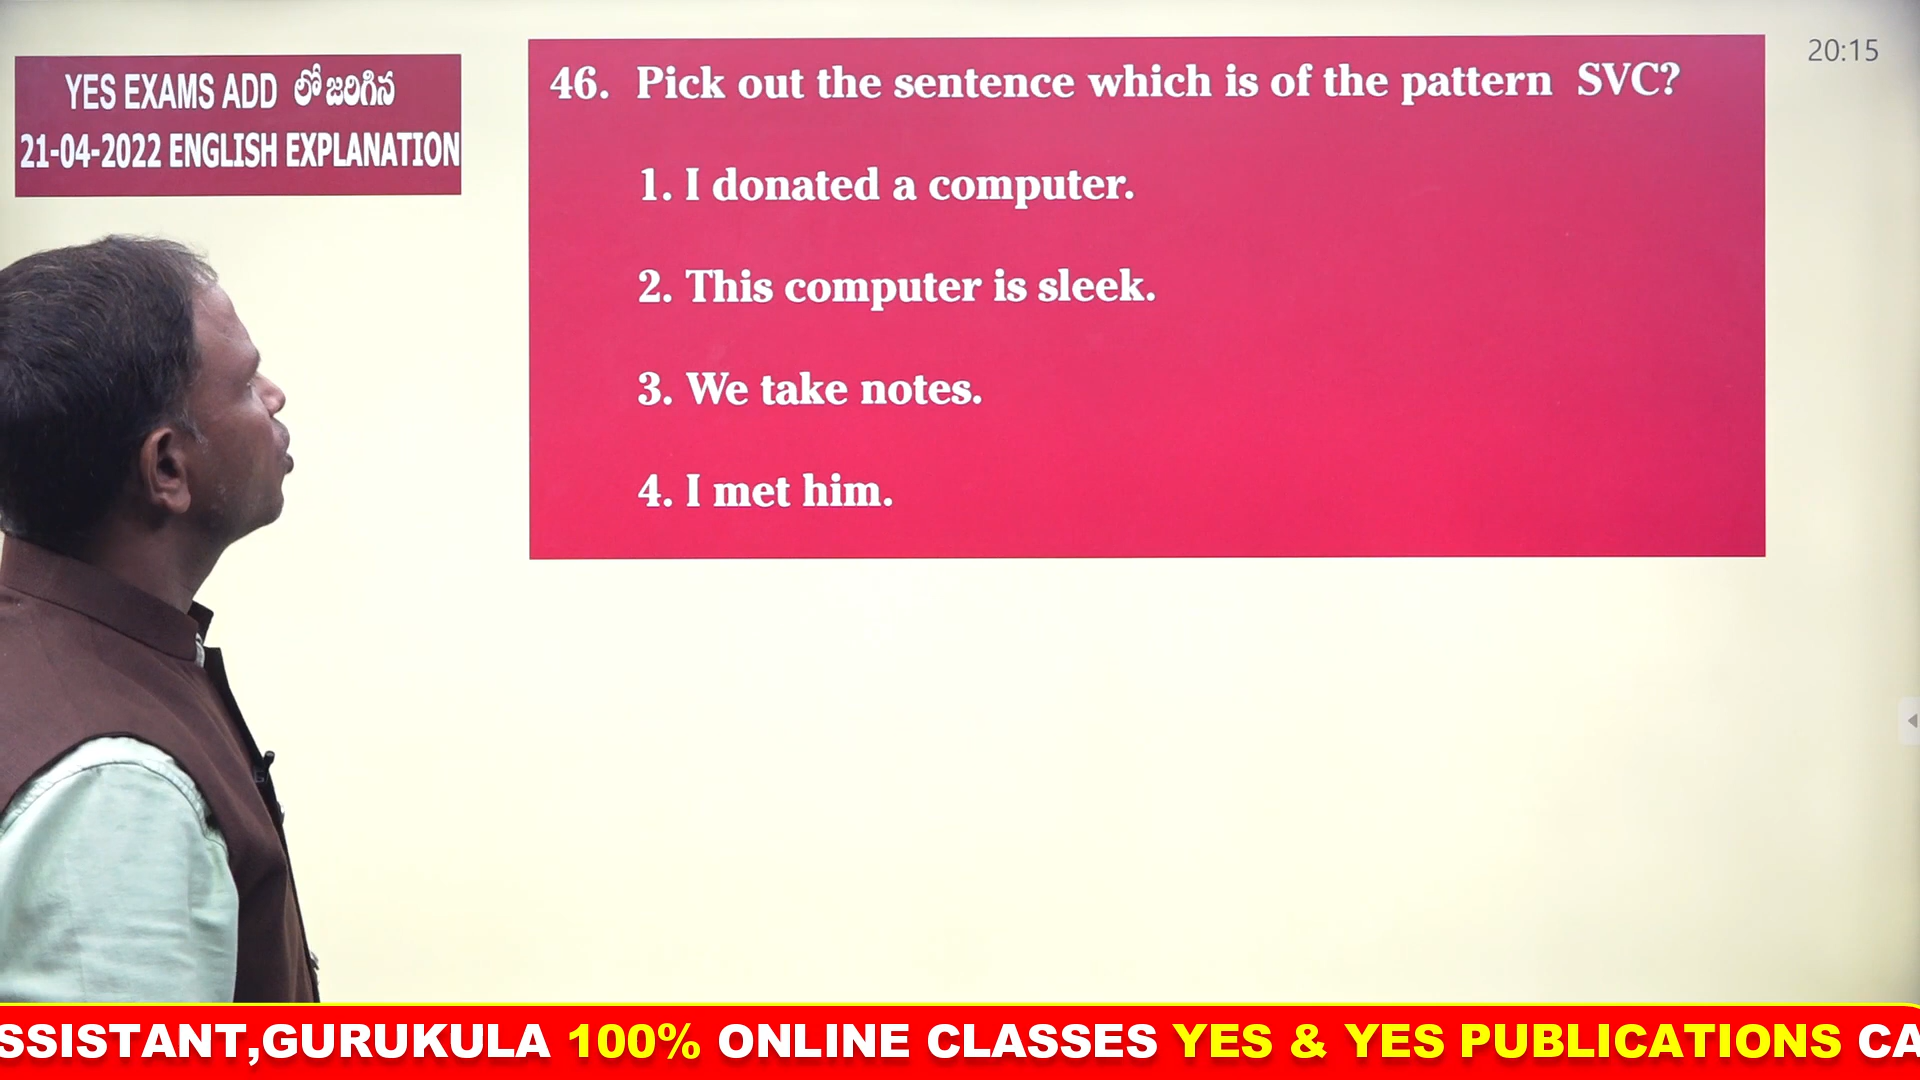 YES EXAMS ADD లో జరిగిన
21-04-2022 ENGLISH EXPLANATION
20:15
46. Pick out the sentence which is of the pattern SVC?
1. I donated a computer.
2. This computer is sleek.
3. We take notes.
4. I met him.
SSISTANT,GURUKULA 100% ONLINE CLASSES YES & YES PUBLICATIONS CA